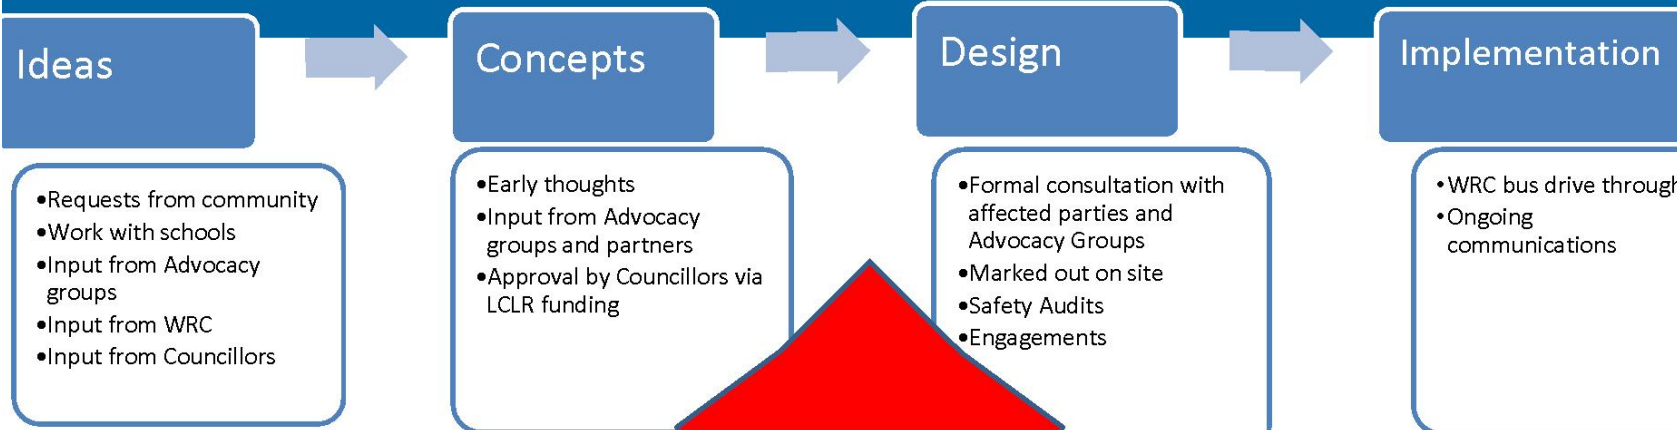 Ideas
•Requests from community
•Work with schools
•Input from Advocacy
groups
•Input from WRC
•Input from Councillors
Concepts
•Early thoughts
•Input from Advocacy
groups and partners
•Approval by Councillors via
LCLR funding
Design
•Formal consultation with
affected parties and
Advocacy Groups
•Marked out on site
•Safety Audits
•Engagements
Implementation
•WRC bus drive through
•Ongoing
communications